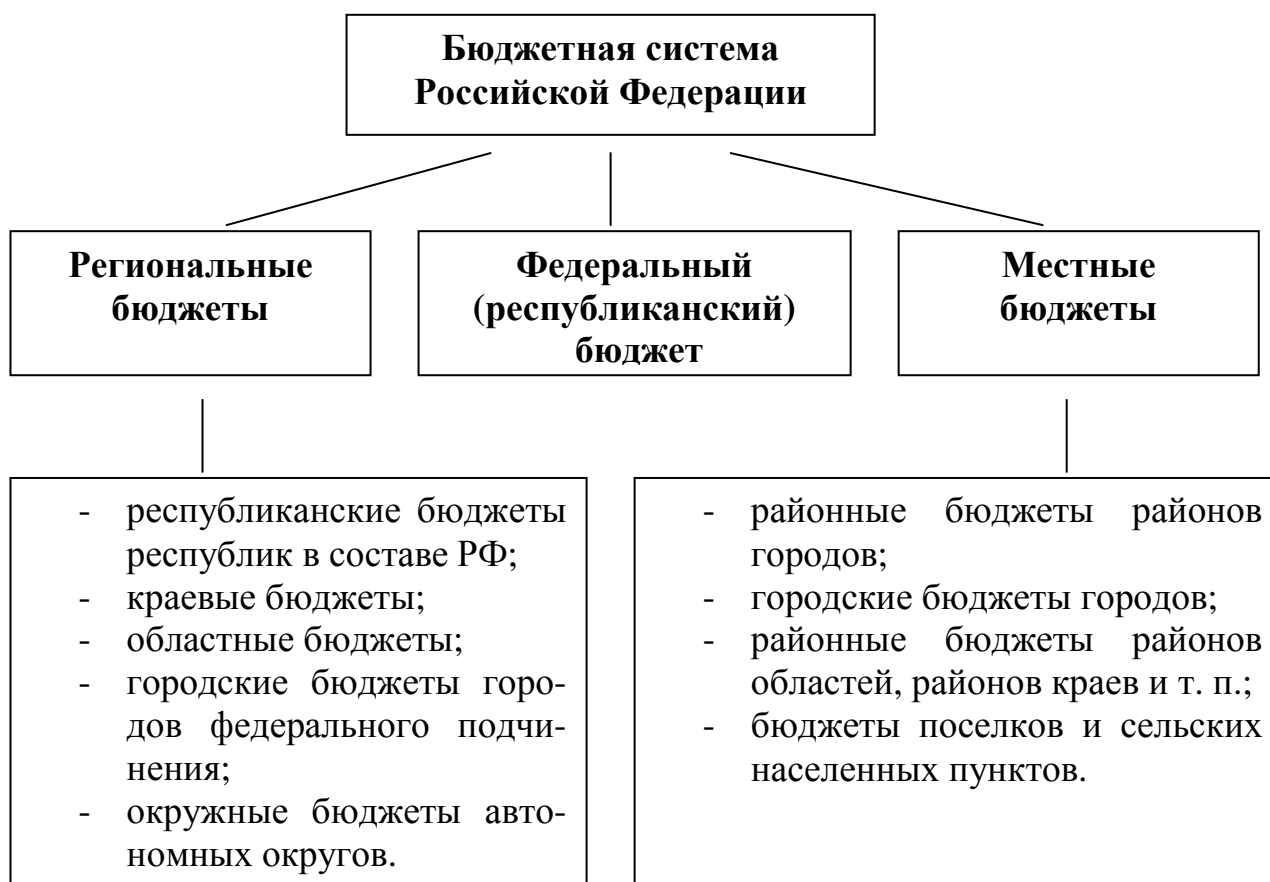 Бюджетная система
Российской Федерации
Региональные
бюджеты
Федеральный
(республиканский)
бюджет
Местные
бюджеты
- республиканские бюджеты
республик в составе РФ;
- краевые бюджеты;
- областные бюджеты;
- городские бюджеты горо-
дов федерального подчи-
нения;
- окружные бюджеты авто-
номных округов.
- районные бюджеты районов
городов;
- городские бюджеты городов;
- районные бюджеты районов
областей, районов краев и т. п.;
- бюджеты поселков и сельских
населенных пунктов.